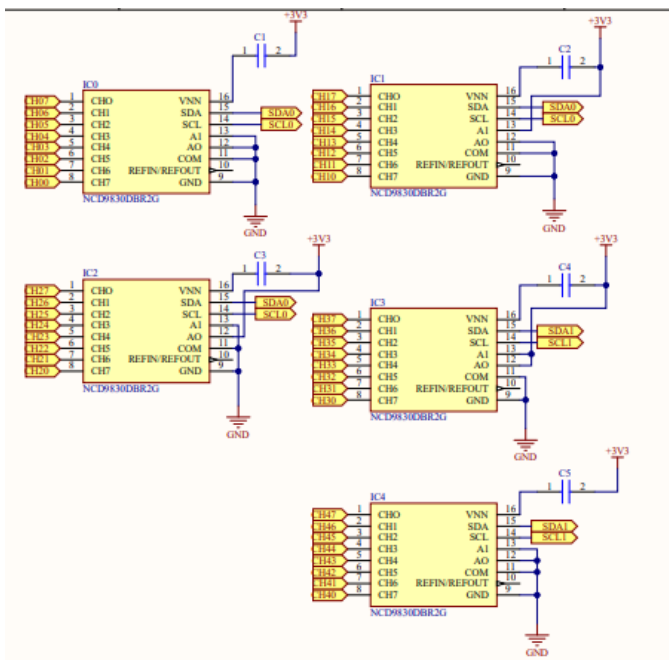 +3V3
C1
1 2
IC0
CH07 1 CHO VNN 16
CH06 2 CH1 SDA 15 SDA0
CH05 3 CH2 SCL 14 SCL0
CH04 4 CH3 A1 13
CH03 5 CH4 AO 12
CH02 6 CH5 COM 11
CH01 7 CH6 REFIN/REFOUT 10
CH00 8 CH7 GND 9
NCD9830DBR2G
GND
+3V3
C2
1 2
IC1
CH17 1 CHO VNN 16
CH16 2 CH1 SDA 15 SDA0
CH15 3 CH2 SCL 14 SCL0
CH14 4 CH3 A1 13
CH13 5 CH4 AO 12
CH12 6 CH5 COM 11
CH11 7 CH6 REFIN/REFOUT 10
CH10 8 CH7 GND 9
NCD9830DBR2G
GND
+3V3
C3
1 2
IC2
CH27 1 CHO VNN 16
CH26 2 CH1 SDA 15 SDA0
CH25 3 CH2 SCL 14 SCL0
CH24 4 CH3 A1 13
CH23 5 CH4 AO 12
CH22 6 CH5 COM 11
CH21 7 CH6 REFIN/REFOUT 10
CH20 8 CH7 GND 9
NCD9830DBR2G
GND
+3V3
C4
1 2
IC3
CH37 1 CHO VNN 16
CH36 2 CH1 SDA 15 SDA1
CH35 3 CH2 SCL 14 SCL1
CH34 4 CH3 A1 13
CH33 5 CH4 AO 12
CH32 6 CH5 COM 11
CH31 7 CH6 REFIN/REFOUT 10
CH30 8 CH7 GND 9
NCD9830DBR2G
GND
+3V3
C5
1 2
IC4
CH47 1 CHO VNN 16
CH46 2 CH1 SDA 15 SDA1
CH45 3 CH2 SCL 14 SCL1
CH44 4 CH3 A1 13
CH43 5 CH4 AO 12
CH42 6 CH5 COM 11
CH41 7 CH6 REFIN/REFOUT 10
CH40 8 CH7 GND 9
NCD9830DBR2G
GND